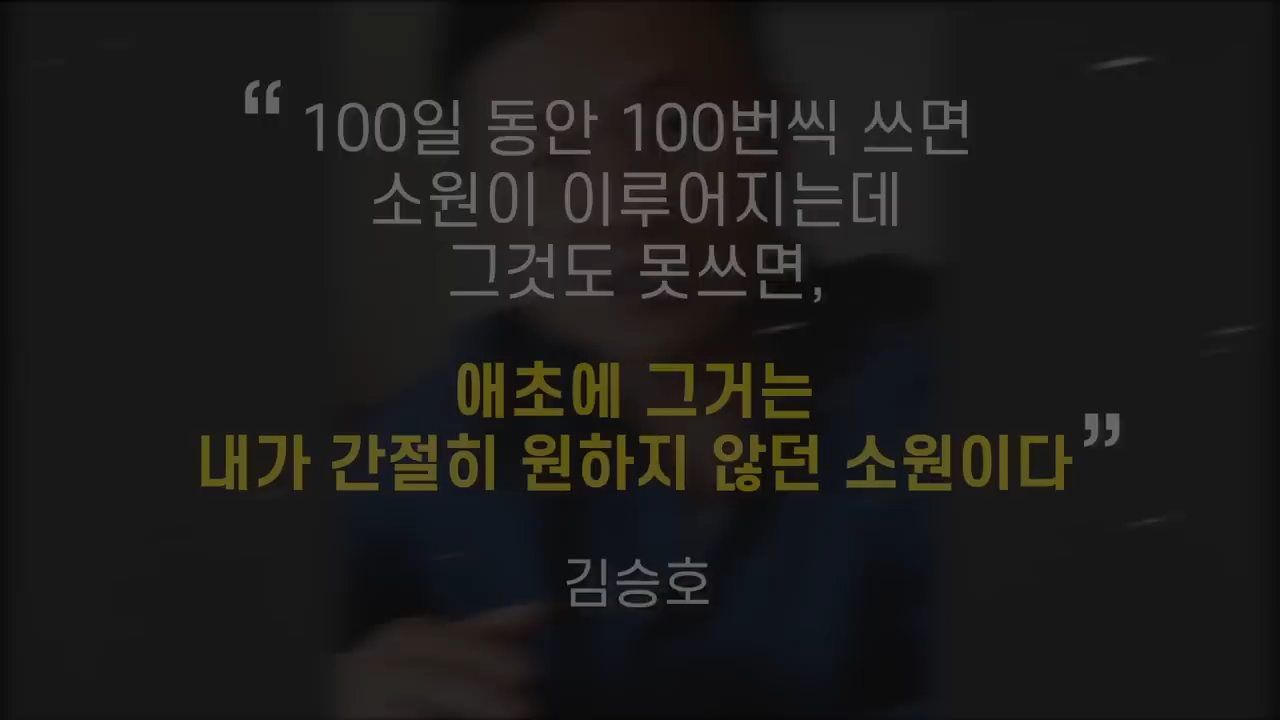 “ 100일 동안 100번씩 쓰면
소원이 이루어지는데
그것도 못쓰면,
애초에 그거는
내가 간절히 원하지 않던 소원이다 ”
김승호